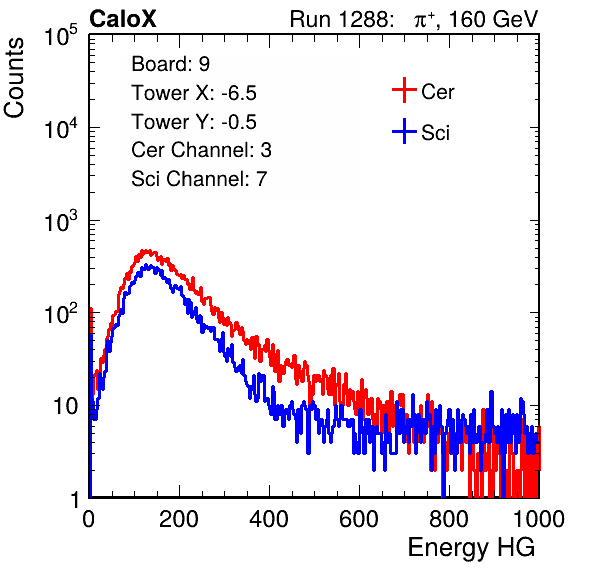 CaloX Run 1288: π⁺, 160 GeV
Counts
10⁵
10⁴
10³
10²
10
1
Board: 9
Tower X: -6.5
Tower Y: -0.5
Cer Channel: 3
Sci Channel: 7
Cer
Sci
0 200 400 600 800 1000
Energy HG